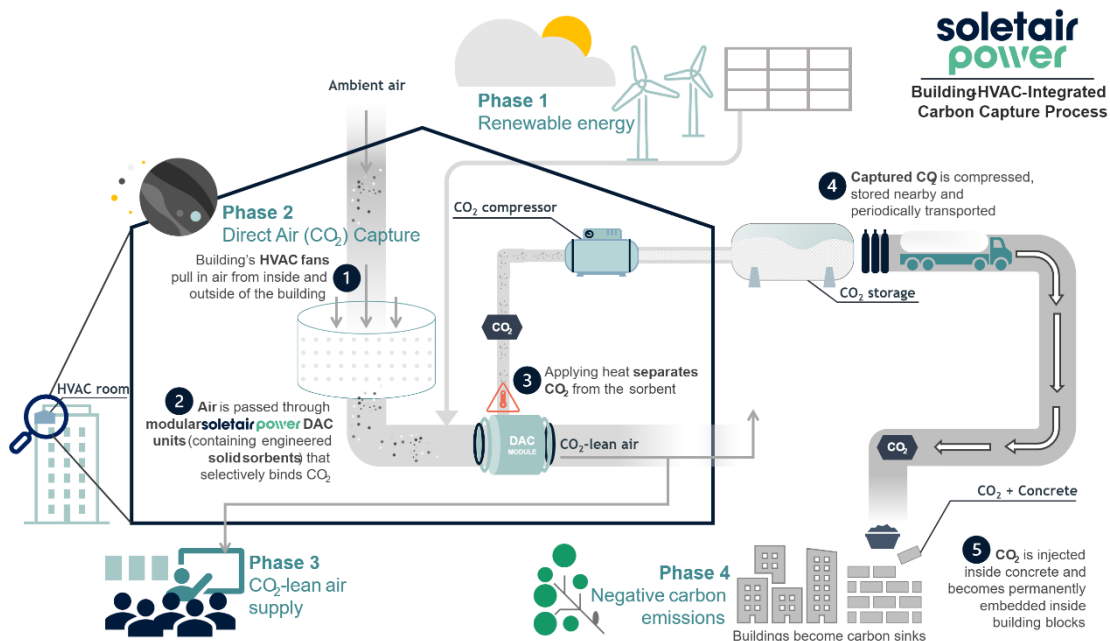 soletair
power
Building-HVAC-Integrated
Carbon Capture Process
Ambient air
Phase 1
Renewable energy
Phase 2
Direct Air (CO₂) Capture
Building's HVAC fans
pull in air from inside and
outside of the building
1
CO₂ compressor
4
Captured CO₂ is compressed,
stored nearby and
periodically transported
CO₂ storage
CO₂
HVAC room
2
Air is passed through
modular soletair power DAC
units (containing engineered
solid sorbents) that
selectively binds CO₂
3
Applying heat separates
CO₂ from the sorbent
DAC
MODULE
CO₂-lean air
CO₂
CO₂ + Concrete
Phase 3
CO₂-lean air
supply
Phase 4
Negative carbon
emissions
Buildings become carbon sinks
5
CO₂ is injected
inside concrete and
becomes permanently
embedded inside
building blocks